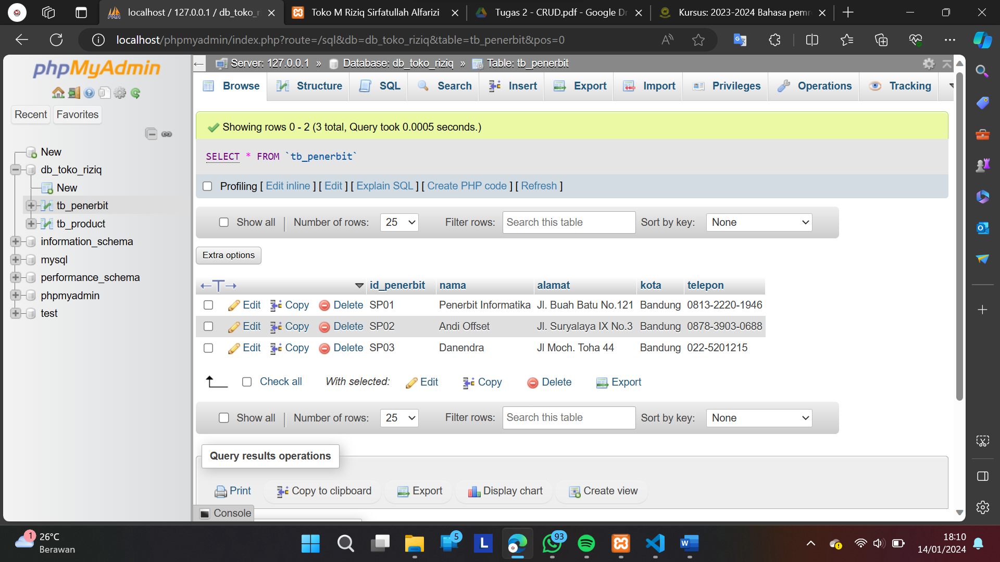 localhost / 127.0.0.1 / db_toko_r
Toko M Riziq Sirfatullah Alfarizi
Tugas 2 - CRUD.pdf - Google Dr
Kursus: 2023-2024 Bahasa pemr
localhost/phpmyadmin/index.php?route=/sql&db=db_toko_riziq&table=tb_penerbit&pos=0
phpMyAdmin
Recent Favorites
New
db_toko_riziq
New
tb_penerbit
tb_product
information_schema
mysql
performance_schema
phpmyadmin
test
Server: 127.0.0.1 » Database: db_toko_riziq » Table: tb_penerbit
Browse Structure SQL Search Insert Export Import Privileges Operations Tracking
Showing rows 0 - 2 (3 total, Query took 0.0005 seconds.)
SELECT * FROM `tb_penerbit`
Profiling [ Edit inline ] [ Edit ] [ Explain SQL ] [ Create PHP code ] [ Refresh ]
Show all Number of rows: 25 Filter rows: Search this table Sort by key: None
Extra options
id_penerbit nama alamat kota telepon
Edit Copy Delete SP01 Penerbit Informatika Jl. Buah Batu No.121 Bandung 0813-2220-1946
Edit Copy Delete SP02 Andi Offset Jl. Suryalaya IX No.3 Bandung 0878-3903-0688
Edit Copy Delete SP03 Danendra Jl Moch. Toha 44 Bandung 022-5201215
Check all With selected: Edit Copy Delete Export
Show all Number of rows: 25 Filter rows: Search this table Sort by key: None
Query results operations
Print Copy to clipboard Export Display chart Create view
Console
1 26°C
Berawan
5
L
93
W
18:10
14/01/2024